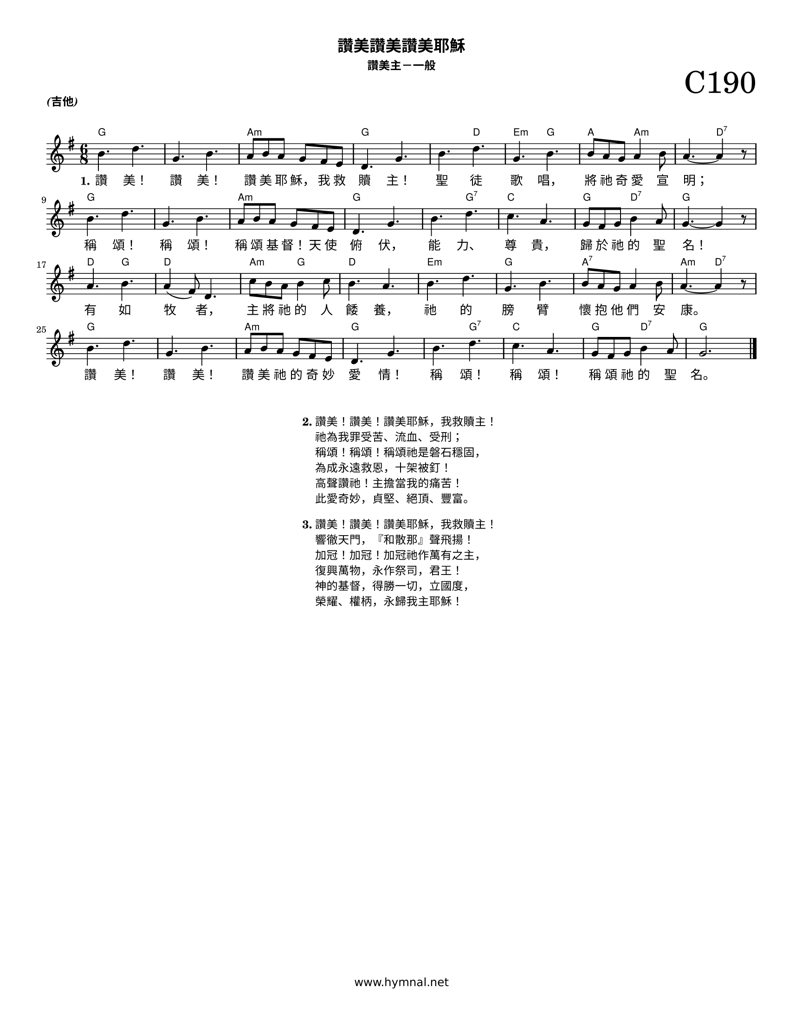 讚美讚美讚美耶穌
讚美主－一般
C190
(吉他)
G Am G D Em G A Am D7
6/8
1. 讚 美！ 讚 美！ 讚美耶穌，我救 贖 主！ 聖 徒 歌 唱， 將祂奇愛 宣 明；
9
G Am G G7 C G D7 G
稱 頌！ 稱 頌！ 稱頌基督！天使 俯 伏， 能 力、 尊 貴， 歸於祂的 聖 名！
17
D G D Am G D Em G A7 Am D7
有 如 牧 者， 主將祂的 人 餧 養， 祂 的 膀 臂 懷抱他們 安 康。
25
G Am G G7 C G D7 G
讚 美！ 讚 美！ 讚美祂的奇妙 愛 情！ 稱 頌！ 稱 頌！ 稱頌祂的 聖 名。
2. 讚美！讚美！讚美耶穌，我救贖主！
祂為我罪受苦、流血、受刑；
稱頌！稱頌！稱頌祂是磐石穩固，
為成永遠救恩，十架被釘！
高聲讚祂！主擔當我的痛苦！
此愛奇妙，貞堅、絕頂、豐富。
3. 讚美！讚美！讚美耶穌，我救贖主！
響徹天門，『和散那』聲飛揚！
加冠！加冠！加冠祂作萬有之主，
復興萬物，永作祭司，君王！
神的基督，得勝一切，立國度，
榮耀、權柄，永歸我主耶穌！
www.hymnal.net